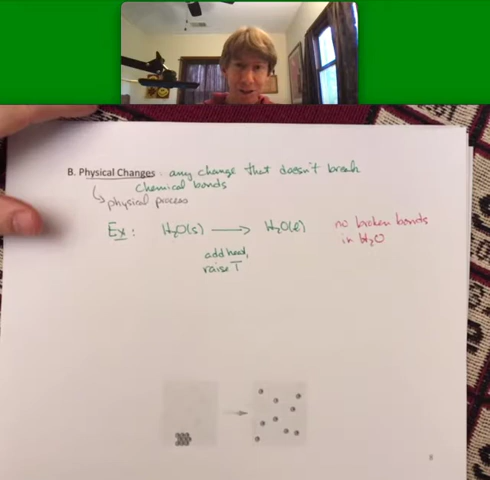 B. Physical Changes : any change that doesn't break
chemical bonds
physical process
Ex: H2O(s) → H2O(l) no broken bonds
in H2O
add heat,
raise T
8